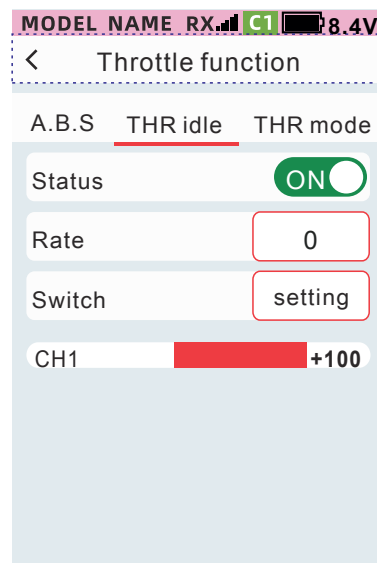 MODEL NAME RX C1 8.4V
< Throttle function
A.B.S THR idle THR mode
Status ON
Rate 0
Switch setting
CH1 +100